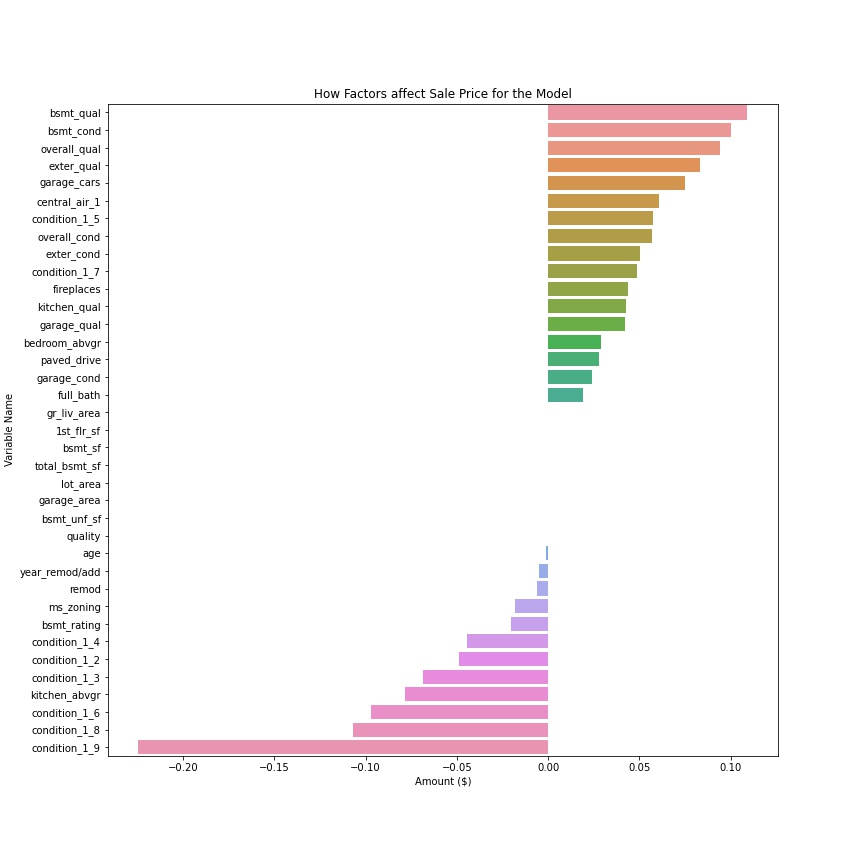 How Factors affect Sale Price for the Model
bsmt_qual
bsmt_cond
overall_qual
exter_qual
garage_cars
central_air_1
condition_1_5
overall_cond
exter_cond
condition_1_7
fireplaces
kitchen_qual
garage_qual
bedroom_abvgr
paved_drive
garage_cond
full_bath
gr_liv_area
1st_flr_sf
bsmt_sf
total_bsmt_sf
lot_area
garage_area
bsmt_unf_sf
quality
age
year_remod/add
remod
ms_zoning
bsmt_rating
condition_1_4
condition_1_2
condition_1_3
kitchen_abvgr
condition_1_6
condition_1_8
condition_1_9
Variable Name
−0.20 −0.15 −0.10 −0.05 0.00 0.05 0.10
Amount ($)